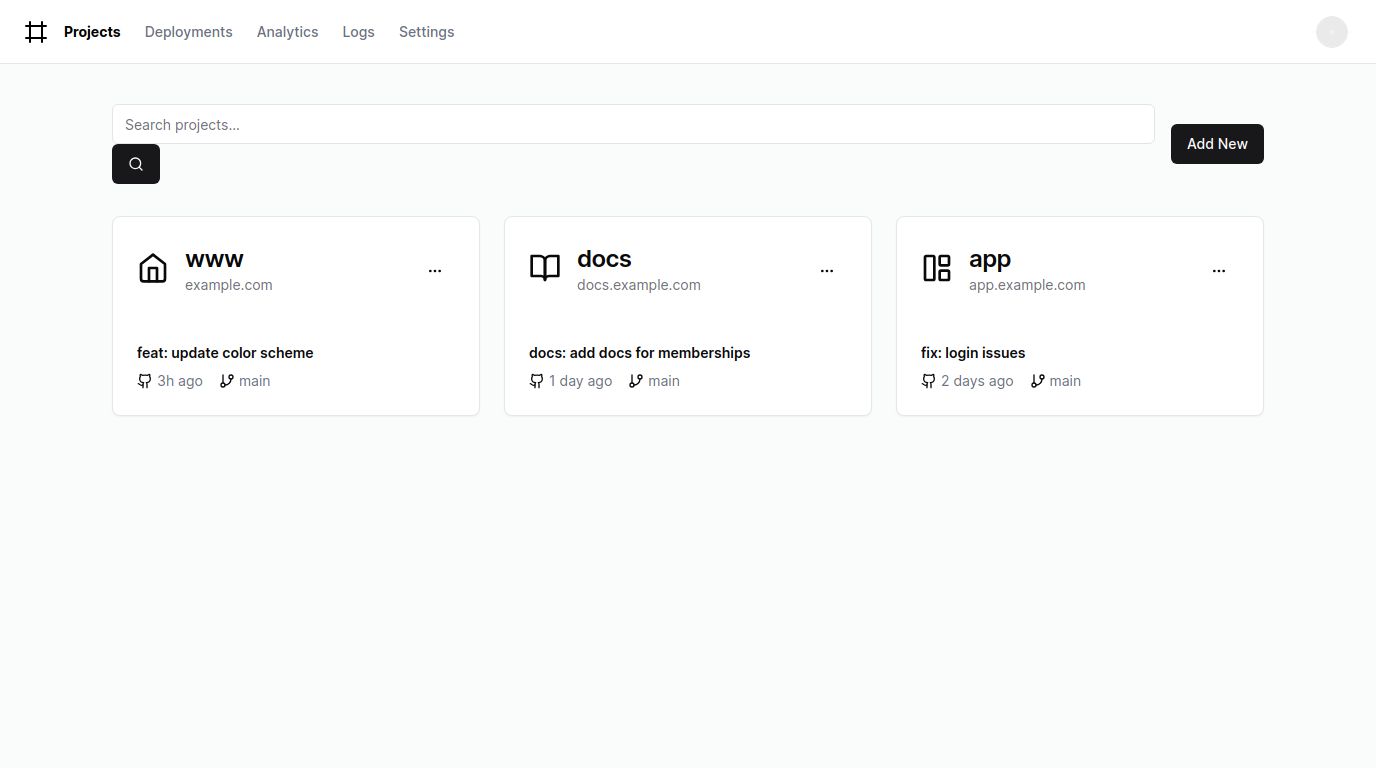 Projects Deployments Analytics Logs Settings
Search projects...
Add New
www
example.com
feat: update color scheme
3h ago main
docs
docs.example.com
docs: add docs for memberships
1 day ago main
app
app.example.com
fix: login issues
2 days ago main